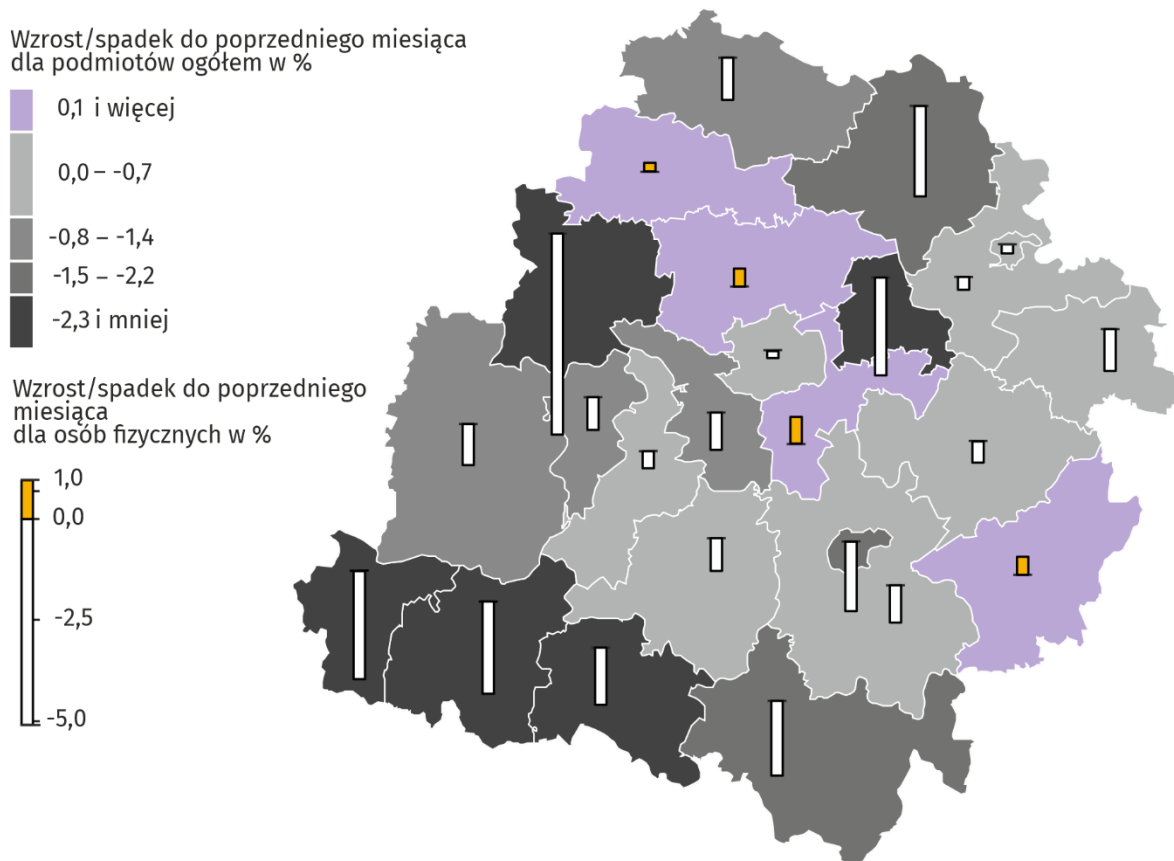 Wzrost/spadek do poprzedniego miesiąca
dla podmiotów ogółem w %
0,1 i więcej
0,0 – -0,7
-0,8 – -1,4
-1,5 – -2,2
-2,3 i mniej
Wzrost/spadek do poprzedniego
miesiąca
dla osób fizycznych w %
1,0
0,0
-2,5
-5,0